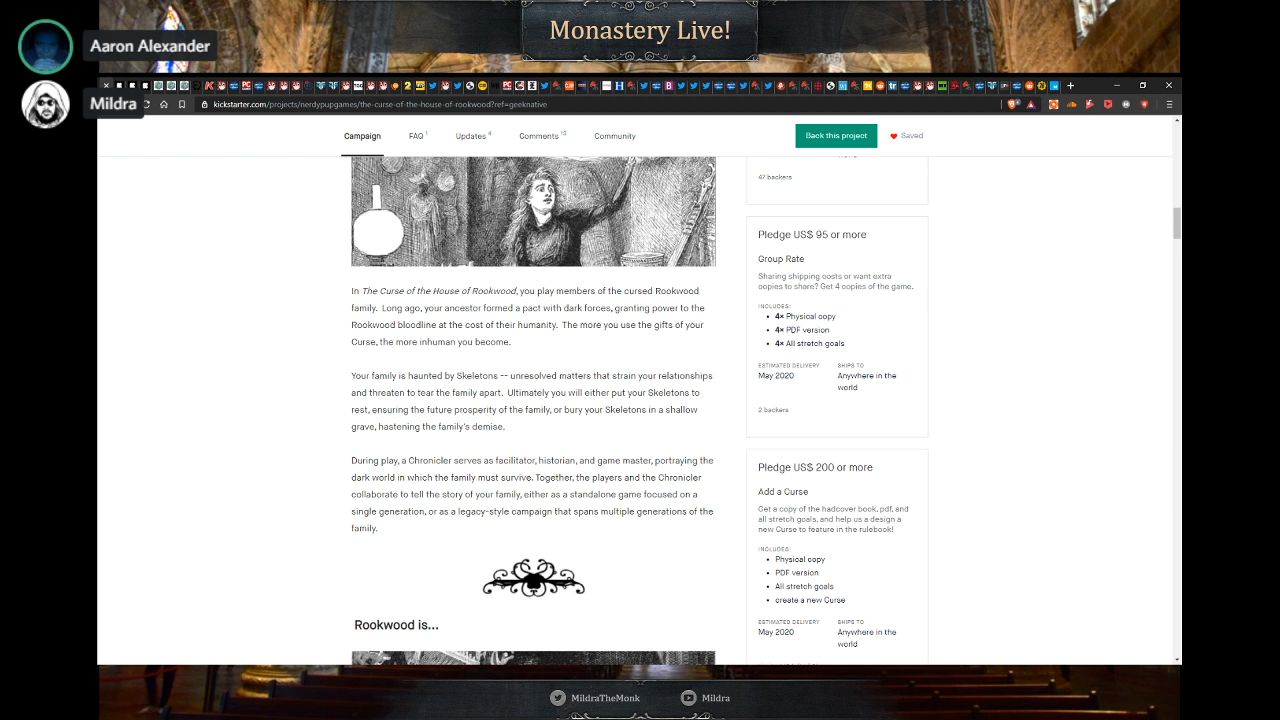 Monastery Live!
Aaron Alexander
Mildra
kickstarter.com/projects/nerdypupgames/the-curse-of-the-house-of-rookwood?ref=geeknative
Campaign
FAQ 1
Updates 4
Comments
Community
Back this project
Saved
In The Curse of the House of Rookwood, you play members of the cursed Rookwood
family. Long ago, your ancestor formed a pact with dark forces, granting power to the
Rookwood bloodline at the cost of their humanity. The more you use the gifts of your
Curse, the more inhuman you become.
Your family is haunted by Skeletons -- unresolved matters that strain your relationships
and threaten to tear the family apart. Ultimately you will either put your Skeletons to
rest, ensuring the future prosperity of the family, or bury your Skeletons in a shallow
grave, hastening the family's demise.
During play, a Chronicler serves as facilitator, historian, and game master, portraying the
dark world in which the family must survive. Together, the players and the Chronicler
collaborate to tell the story of your family, either as a standalone game focused on a
single generation, or as a legacy-style campaign that spans multiple generations of the
family.
Rookwood is...
47 backers
Pledge US$ 95 or more
Group Rate
Sharing shipping costs or want extra
copies to share? Get 4 copies of the game.
INCLUDES:
• 4× Physical copy
• 4× PDF version
• 4× All stretch goals
ESTIMATED DELIVERY
May 2020
SHIPS TO
Anywhere in the
world
2 backers
Pledge US$ 200 or more
Add a Curse
Get a copy of the hadcover book, pdf, and
all stretch goals, and help us a design a
new Curse to feature in the rulebook!
INCLUDES:
• Physical copy
• PDF version
• All stretch goals
• create a new Curse
ESTIMATED DELIVERY
May 2020
SHIPS TO
Anywhere in the
world
MildraTheMonk
Mildra